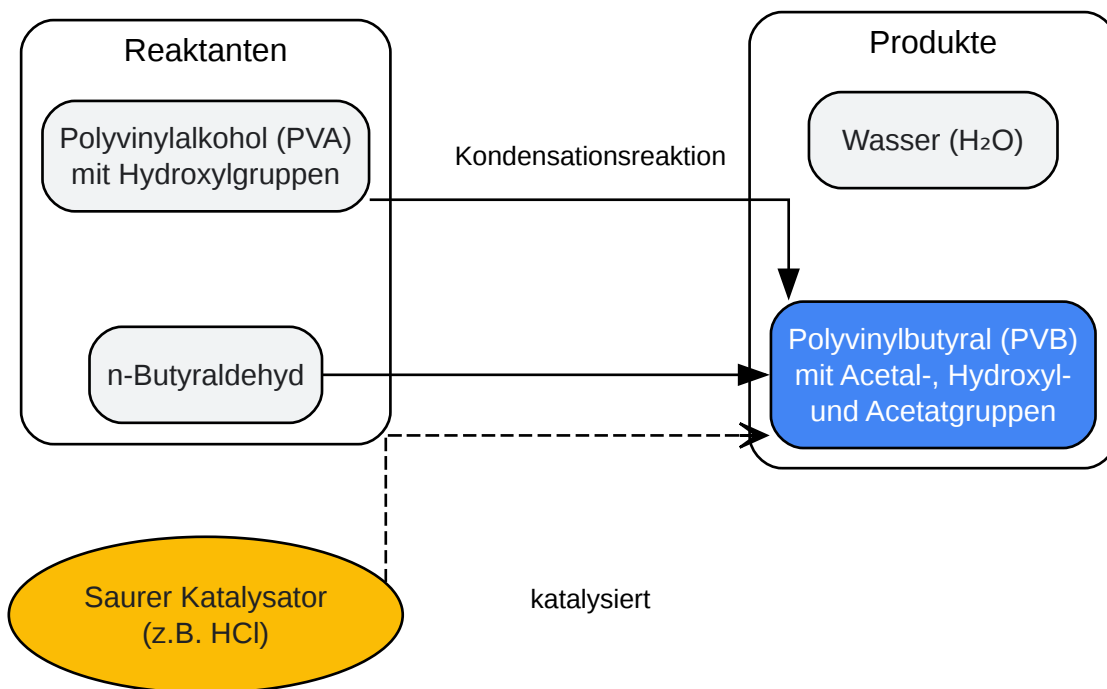 Reaktanten
Polyvinylalkohol (PVA)
mit Hydroxylgruppen
n-Butyraldehyd
Kondensationsreaktion
Produkte
Wasser (H₂O)
Polyvinylbutyral (PVB)
mit Acetal-, Hydroxyl-
und Acetatgruppen
Saurer Katalysator
(z.B. HCl)
katalysiert